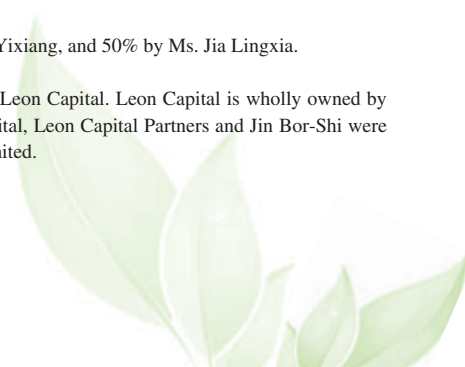 Yixiang, and 50% by Ms. Jia Lingxia.
Leon Capital. Leon Capital is wholly owned by
ital, Leon Capital Partners and Jin Bor-Shi were
ited.